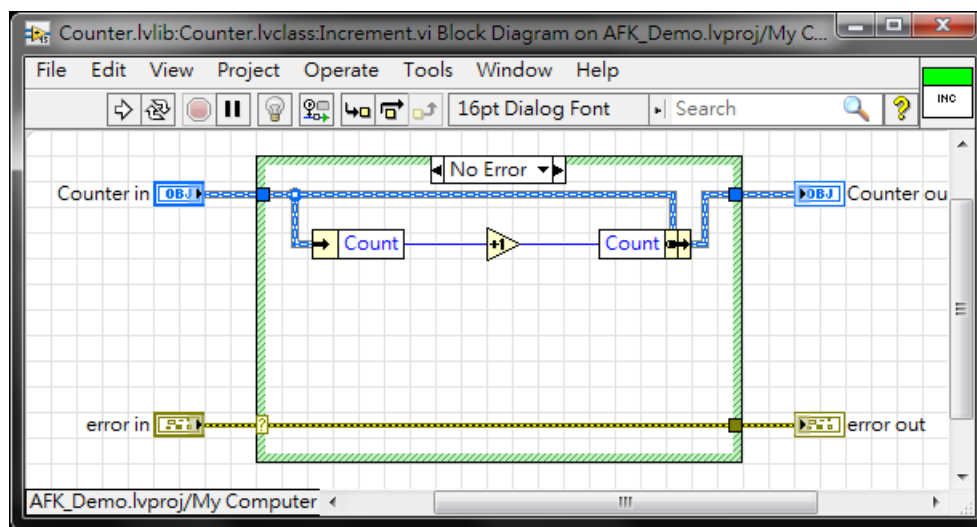 Counter.lvlib:Counter.lvclass:Increment.vi Block Diagram on AFK_Demo.lvproj/My C...
File Edit View Project Operate Tools Window Help
16pt Dialog Font Search
INC
No Error
Counter in OBJ OBJ Counter ou
Count +1 Count
error in ? error out
AFK_Demo.lvproj/My Computer